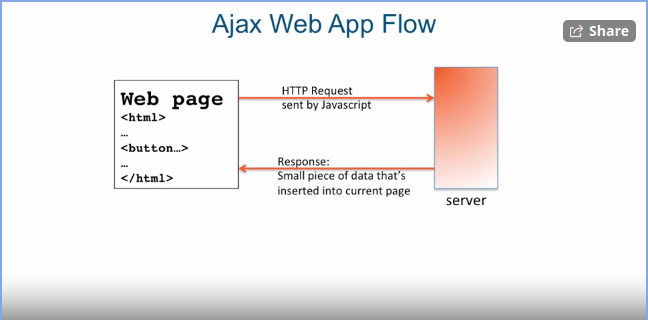 Ajax Web App Flow
Share
Web page
<html>
…
<button…>
…
</html>
HTTP Request
sent by Javascript
Response:
Small piece of data that's
inserted into current page
server